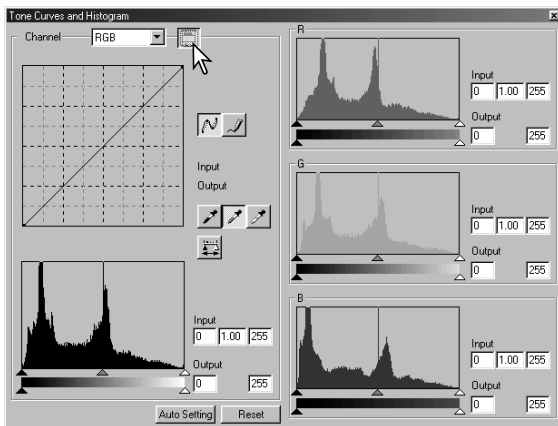 Tone Curves and Histogram
Channel RGB
Input
Output
Input
0 1.00 255
Output
0 255
Auto Setting Reset
R
Input
0 1.00 255
Output
0 255
G
Input
0 1.00 255
Output
0 255
B
Input
0 1.00 255
Output
0 255